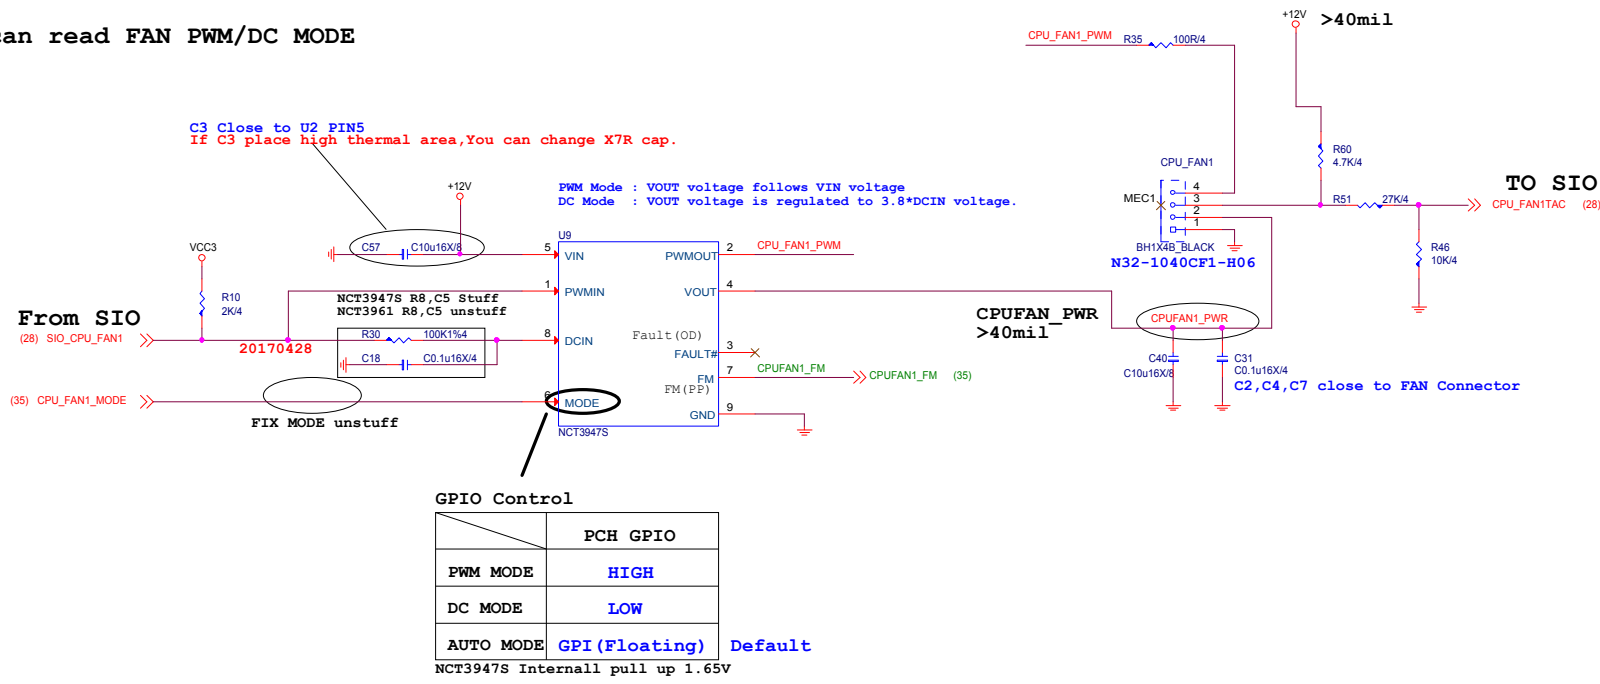 can read FAN PWM/DC MODE
+12V
>40mil
CPU_FAN1_PWM
R35
100R/4
C3 Close to U2 PIN5
If C3 place high thermal area,You can change X7R cap.
R60
4.7K/4
CPU_FAN1
+12V
PWM Mode : VOUT voltage follows VIN voltage
DC Mode : VOUT voltage is regulated to 3.8*DCIN voltage.
MEC1
4
3
2
1
R51
27K/4
TO SIO
CPU_FAN1TAC
(28)
BH1X4B_BLACK
N32-1040CF1-H06
R46
10K/4
VCC3
C57
C10u16X/8
U9
5
VIN
PWMOUT
2
CPU_FAN1_PWM
1
PWMIN
VOUT
4
R10
2K/4
NCT3947S R8,C5 Stuff
NCT3961 R8,C5 unstuff
CPUFAN_PWR
>40mil
CPUFAN1_PWR
From SIO
(28)
SIO_CPU_FAN1
20170428
R30
100K1%4
8
DCIN
Fault(OD)
FAULT#
3
C18
C0.1u16X/4
C40
C10u16X/8
C31
C0.1u16X/4
C2,C4,C7 close to FAN Connector
FM
7
CPUFAN1_FM
CPUFAN1_FM
(35)
FM(PP)
(35)
CPU_FAN1_MODE
6
MODE
GND
9
FIX MODE unstuff
NCT3947S
GPIO Control
PCH GPIO
PWM MODE
HIGH
DC MODE
LOW
AUTO MODE
GPI(Floating)
Default
NCT3947S Internall pull up 1.65V